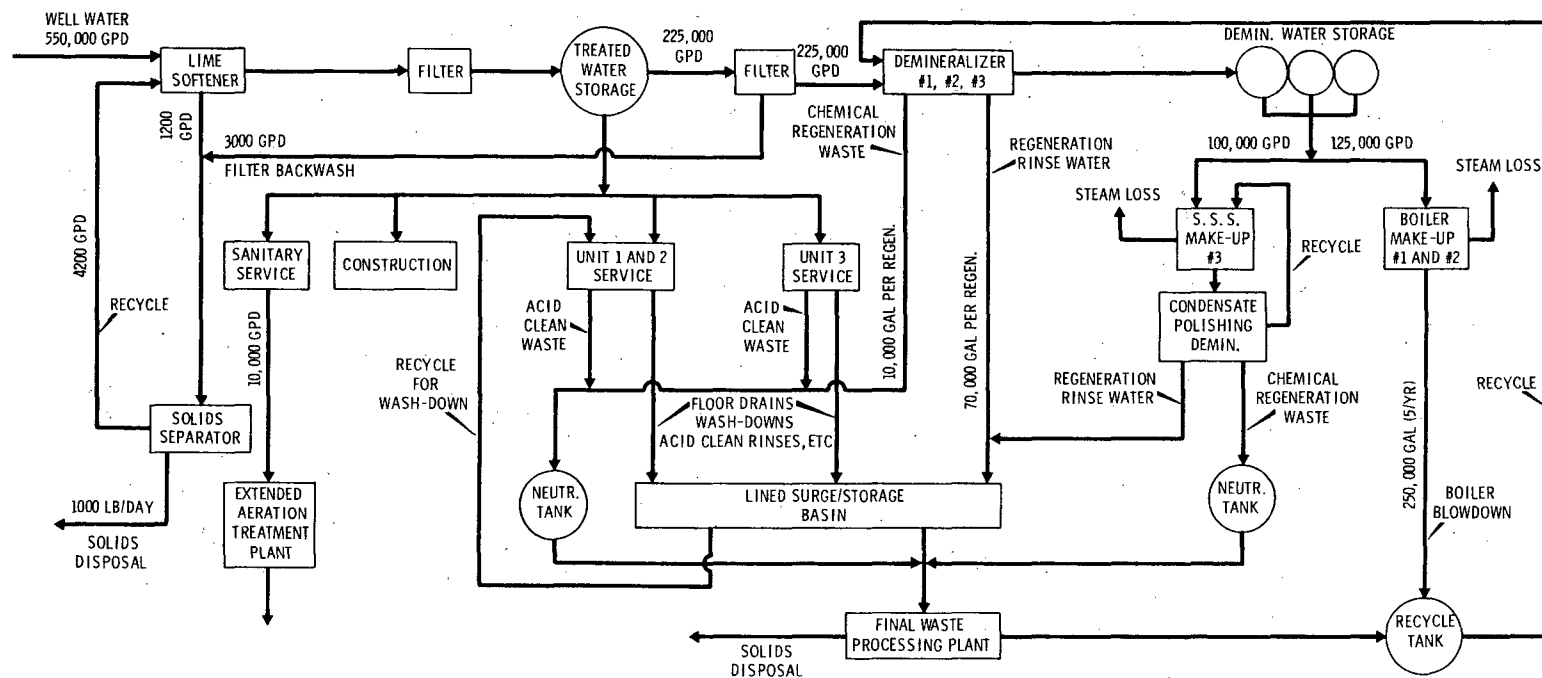 WELL WATER
550,000 GPD
LIME
SOFTENER
FILTER
TREATED
WATER
STORAGE
225,000
GPD
FILTER
225,000
GPD
DEMINERALIZER
#1, #2, #3
DEMIN. WATER STORAGE
1200
GPD
3000 GPD
FILTER BACKWASH
CHEMICAL
REGENERATION
WASTE
REGENERATION
RINSE WATER
100,000 GPD
125,000 GPD
STEAM LOSS
STEAM LOSS
4200 GPD
RECYCLE
SANITARY
SERVICE
CONSTRUCTION
UNIT 1 AND 2
SERVICE
UNIT 3
SERVICE
S. S. S.
MAKE-UP
#3
RECYCLE
BOILER
MAKE-UP
#1 AND #2
10,000 GPD
ACID
CLEAN
WASTE
ACID
CLEAN
WASTE
10,000 GAL PER REGEN.
70,000 GAL PER REGEN.
CONDENSATE
POLISHING
DEMIN.
RECYCLE
FOR
WASH-DOWN
FLOOR DRAINS
WASH-DOWNS
ACID CLEAN RINSES, ETC
REGENERATION
RINSE WATER
CHEMICAL
REGENERATION
WASTE
RECYCLE
SOLIDS
SEPARATOR
1000 LB/DAY
SOLIDS
DISPOSAL
EXTENDED
AERATION
TREATMENT
PLANT
NEUTR.
TANK
LINED SURGE/STORAGE
BASIN
NEUTR.
TANK
250,000 GAL (5/YR)
BOILER
BLOWDOWN
SOLIDS
DISPOSAL
FINAL WASTE
PROCESSING PLANT
RECYCLE
TANK